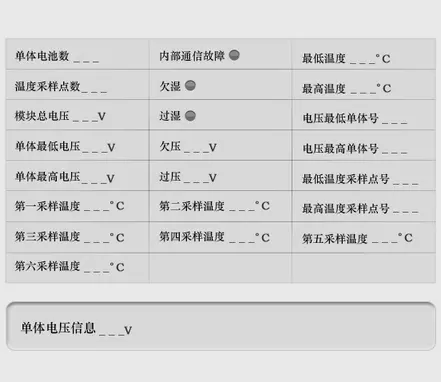 单体电池数 _ _ _ 内部通信故障 最低温度 _ _ _°C
温度采样点数 _ _ _ 欠湿 最高温度 _ _ _°C
模块总电压 _ _ _V 过湿 电压最低单体号 _ _ _
单体最低电压 _ _ _V 欠压 _ _ _V 电压最高单体号 _ _ _
单体最高电压 _ _ _V 过压 _ _ _V 最低温度采样点号 _ _ _
第一采样温度 _ _ _°C 第二采样温度 _ _ _°C 最高温度采样点号 _ _ _
第三采样温度 _ _ _°C 第四采样温度 _ _ _°C 第五采样温度 _ _ _°C
第六采样温度 _ _ _°C
单体电压信息 _ _ _V